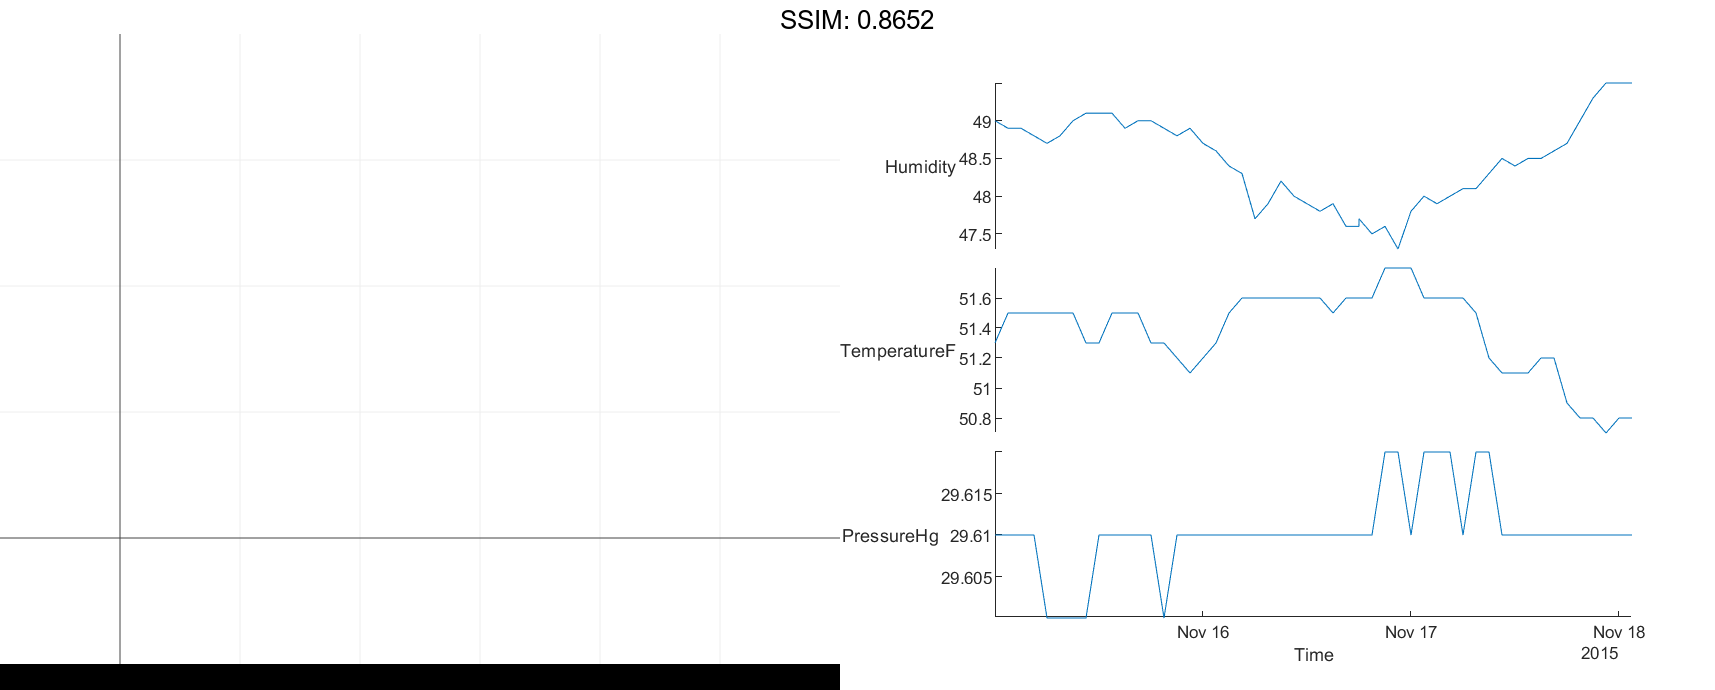 SSIM: 0.8652
49
Humidity 48.5
48
47.5
51.6
51.4
TemperatureF 51.2
51
50.8
29.615
PressureHg 29.61
29.605
Nov 16 Nov 17 Nov 18
Time 2015